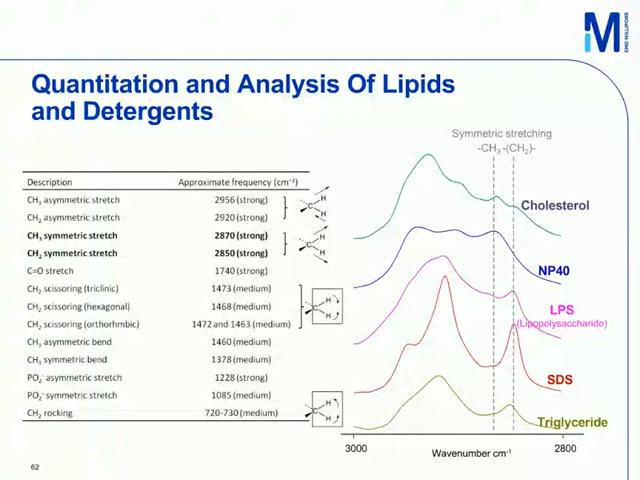 M
EMD MILLIPORE
Quantitation and Analysis Of Lipids
and Detergents
Symmetric stretching
-CH₃ -(CH₂)-
Description Approximate frequency (cm⁻¹)
CH₃ asymmetric stretch 2956 (strong)
CH₂ asymmetric stretch 2920 (strong)
CH₃ symmetric stretch 2870 (strong)
CH₂ symmetric stretch 2850 (strong)
C=O stretch 1740 (strong)
CH₂ scissoring (triclinic) 1473 (medium)
CH₂ scissoring (hexagonal) 1468 (medium)
CH₂ scissoring (orthorhmbic) 1472 and 1463 (medium)
CH₃ asymmetric bend 1460 (medium)
CH₃ symmetric bend 1378 (medium)
PO₂⁻ asymmetric stretch 1228 (strong)
PO₂⁻ symmetric stretch 1085 (medium)
CH₂ rocking 720-730 (medium)
C H H
C H H
C H H
C H H
Cholesterol
NP40
LPS
(Lipopolysaccharide)
SDS
Triglyceride
3000 2800
Wavenumber cm⁻¹
62